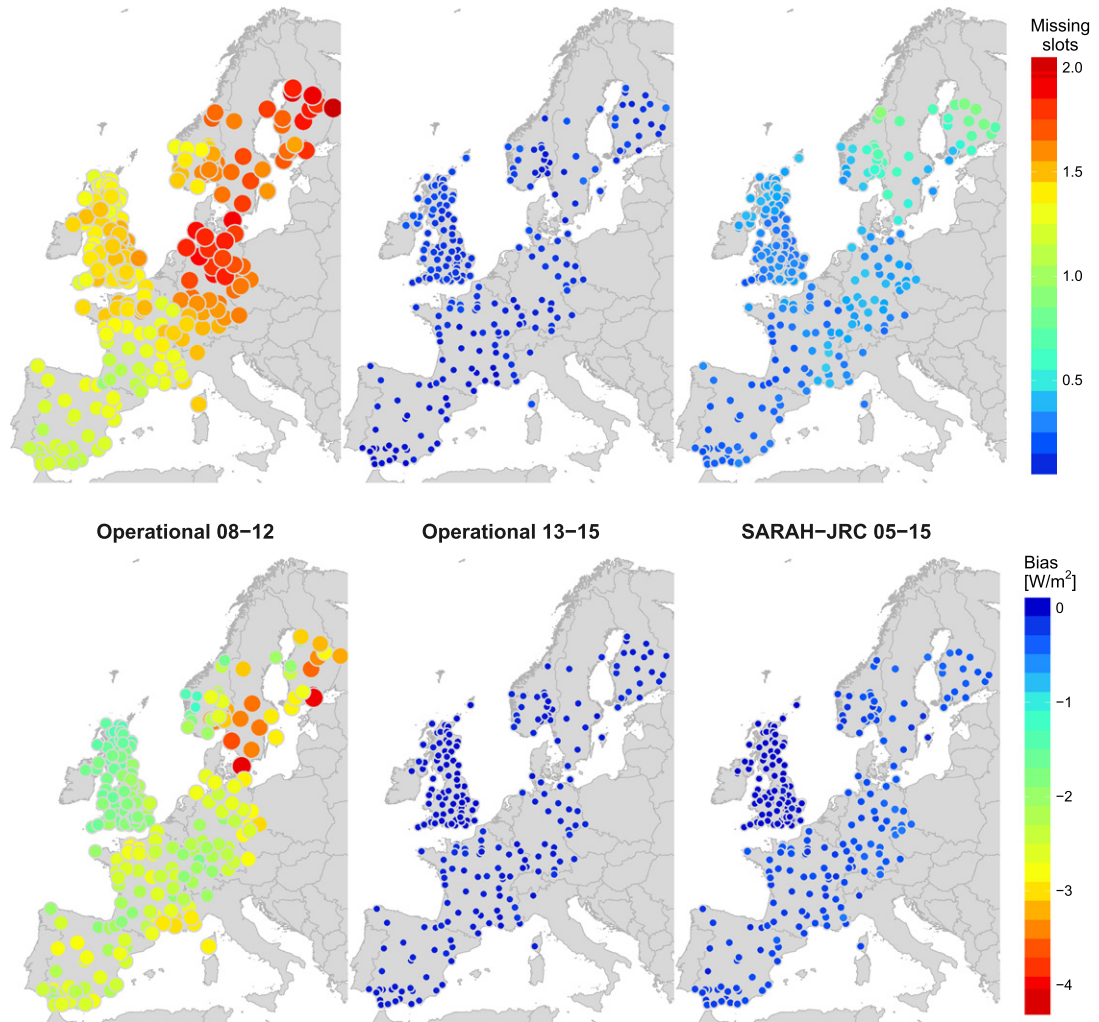 Missing
slots
2.0
1.5
1.0
0.5
Operational 08−12
Operational 13−15
SARAH−JRC 05−15
Bias
[W/m²]
0
−1
−2
−3
−4